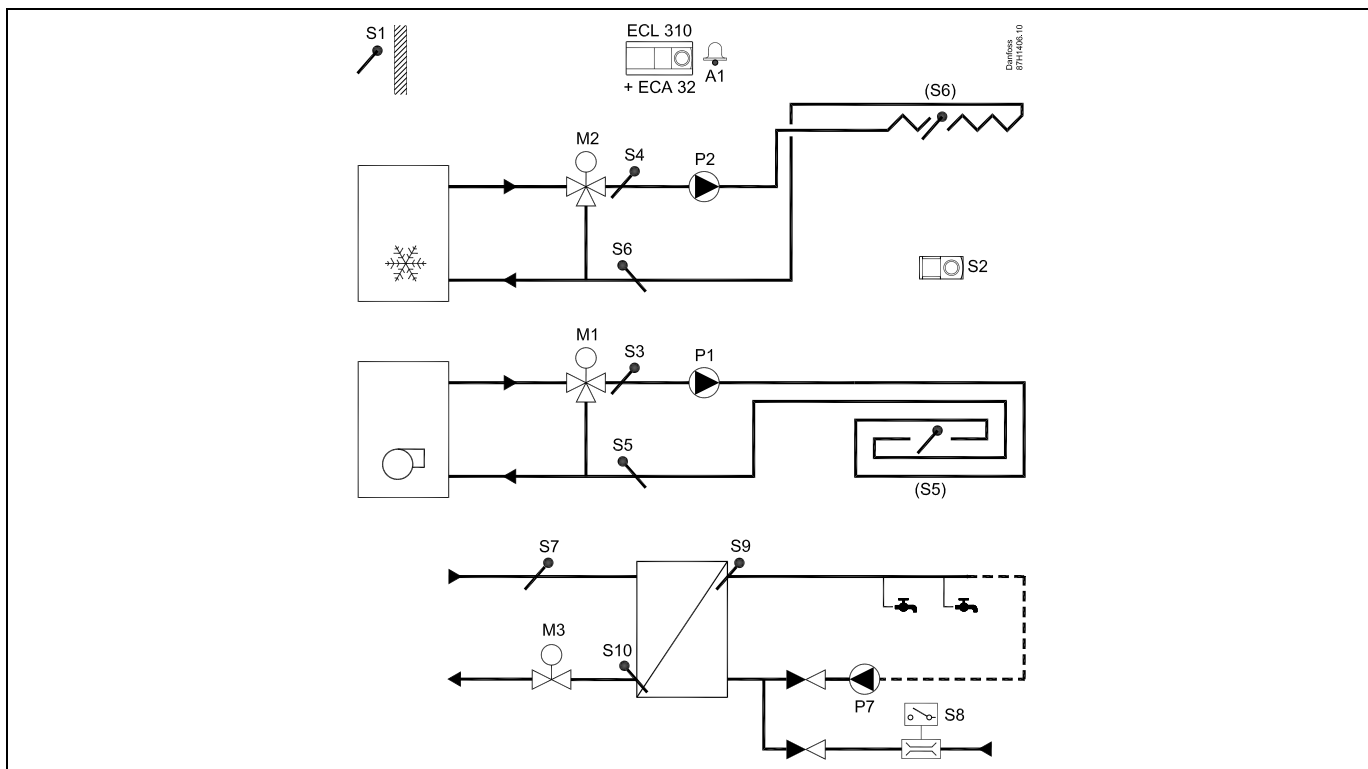 S1
ECL 310
A1
+ ECA 32
Danfoss
87H1406.10
(S6)
M2
S4
P2
S6
S2
M1
S3
P1
S5
(S5)
S7
S9
M3
S10
P7
S8